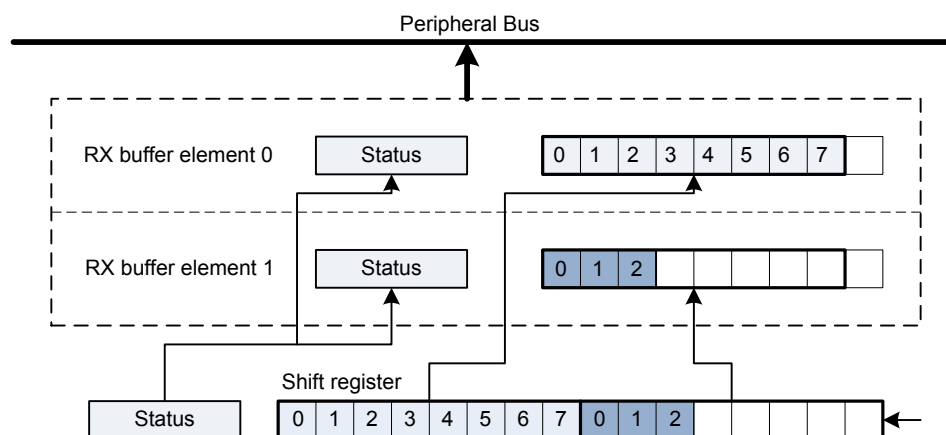 Peripheral Bus
RX buffer element 0
Status
0 1 2 3 4 5 6 7
RX buffer element 1
Status
0 1 2
Shift register
Status
0 1 2 3 4 5 6 7 0 1 2